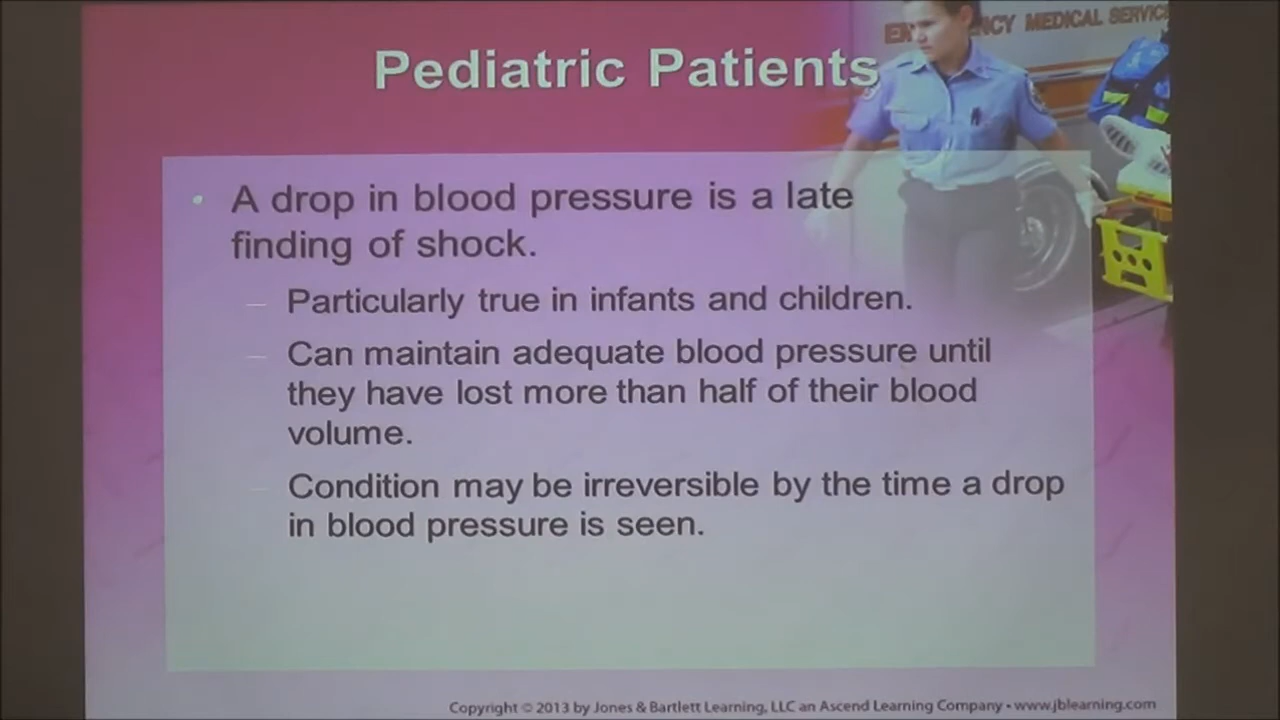 Pediatric Patients
• A drop in blood pressure is a late
finding of shock.
– Particularly true in infants and children.
– Can maintain adequate blood pressure until
they have lost more than half of their blood
volume.
– Condition may be irreversible by the time a drop
in blood pressure is seen.
MEDICAL
Copyright © 2013 by Jones & Bartlett Learning, LLC an Ascend Learning Company • www.jblearning.com